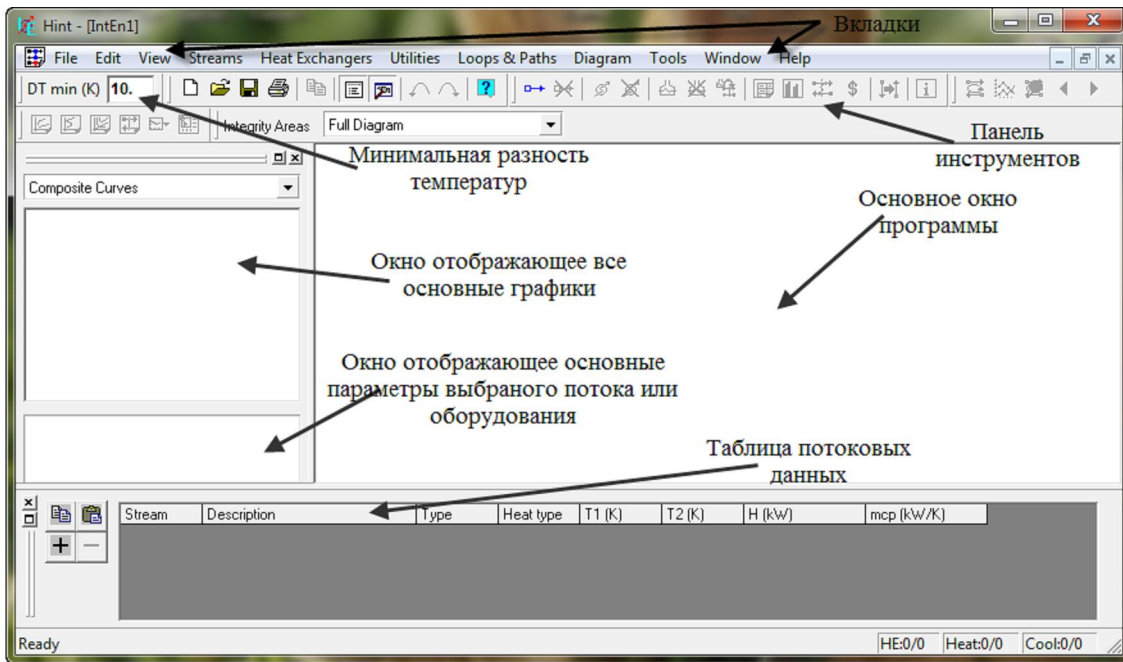 Hint - [IntEn1]
Вкладки
File Edit View Streams Heat Exchangers Utilities Loops & Paths Diagram Tools Window Help
DT min (K) 10.
Integrity Areas Full Diagram
Панель
инструментов
Минимальная разность
температур
Composite Curves
Основное окно
программы
Окно отображающее все
основные графики
Окно отображающее основные
параметры выбраного потока или
оборудования
Таблица потоковых
данных
Stream Description Type Heat type T1 (K) T2 (K) H (kW) mcp (kW/K)
Ready HE:0/0 Heat:0/0 Cool:0/0